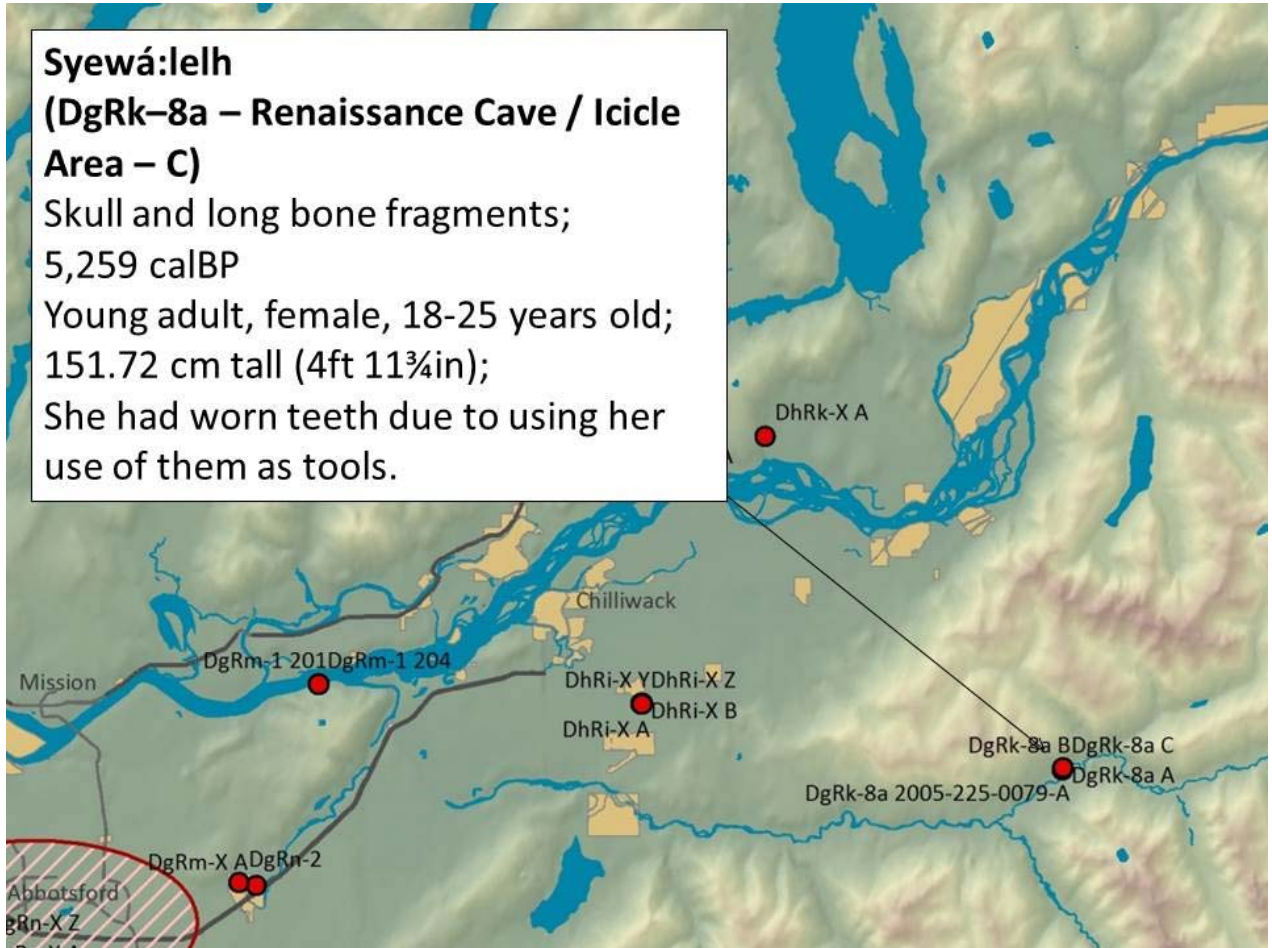 Syewá:lelh
(DgRk–8a – Renaissance Cave / Icicle
Area – C)
Skull and long bone fragments;
5,259 calBP
Young adult, female, 18-25 years old;
151.72 cm tall (4ft 11¾in);
She had worn teeth due to using her
use of them as tools.
DhRk-X A
Chilliwack
DgRm-1 201DgRm-1 204
Mission
DhRi-X YDhRi-X Z
DhRi-X B
DhRi-X A
DgRk-8a BDgRk-8a C
DgRk-8a A
DgRk-8a 2005-225-0079-A
DgRm-X ADgRn-2
Abbotsford
gRn-X Z